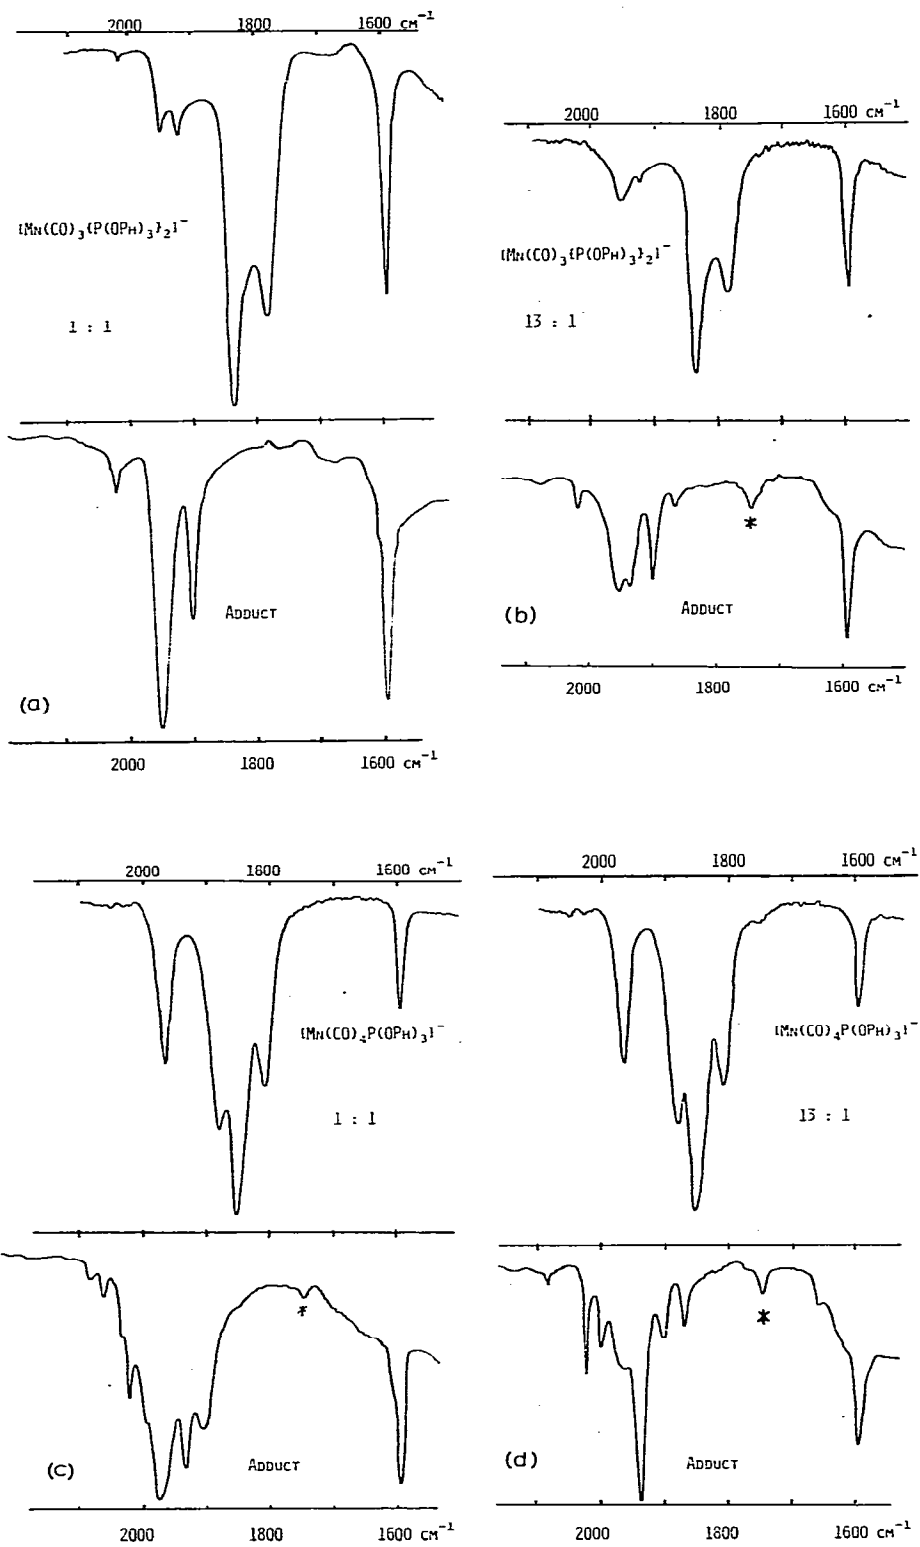 2000 1800 1600 CM⁻¹
[MN(CO)₃{P(OPH)₃}₂]⁻
1 : 1
ADDUCT
(a)
2000 1800 1600 CM⁻¹
2000 1800 1600 CM⁻¹
[MN(CO)₃{P(OPH)₃}₂]⁻
13 : 1
*
ADDUCT
(b)
2000 1800 1600 CM⁻¹
2000 1800 1600 CM⁻¹
[MN(CO)₄P(OPH)₃]⁻
1 : 1
*
ADDUCT
(c)
2000 1800 1600 CM⁻¹
2000 1800 1600 CM⁻¹
[MN(CO)₄P(OPH)₃]⁻
13 : 1
*
ADDUCT
(d)
2000 1800 1600 CM⁻¹